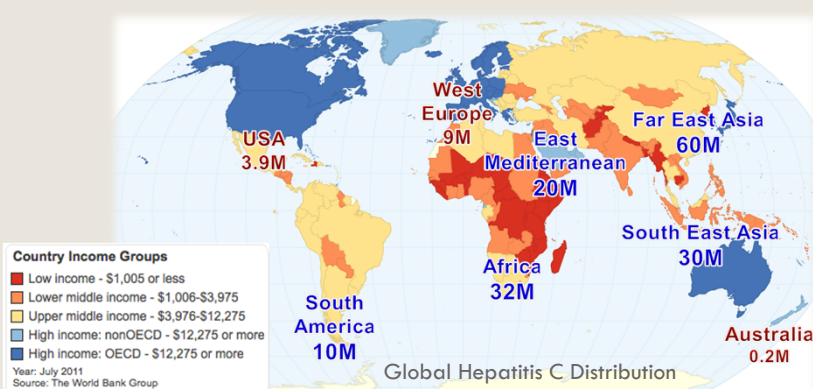 West
Europe
9M
USA
3.9M
East
Mediterranean
20M
Far East Asia
60M
South East Asia
30M
Africa
32M
South
America
10M
Australia
0.2M
Country Income Groups
Low income - $1,005 or less
Lower middle income - $1,006-$3,975
Upper middle income - $3,976-$12,275
High income: nonOECD - $12,275 or more
High income: OECD - $12,275 or more
Year: July 2011
Source: The World Bank Group
Global Hepatitis C Distribution